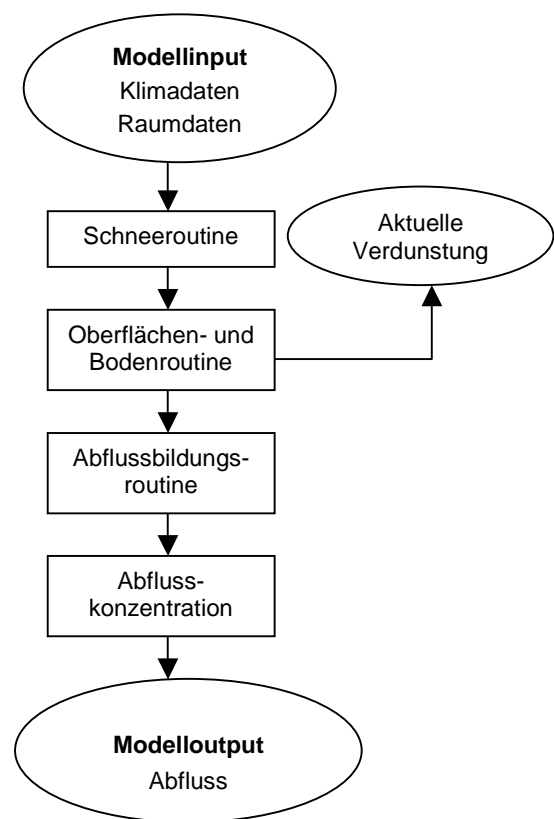 Modellinput
Klimadaten
Raumdaten
Schneeroutine
Aktuelle
Verdunstung
Oberflächen- und
Bodenroutine
Abflussbildungs-
routine
Abfluss-
konzentration
Modelloutput
Abfluss